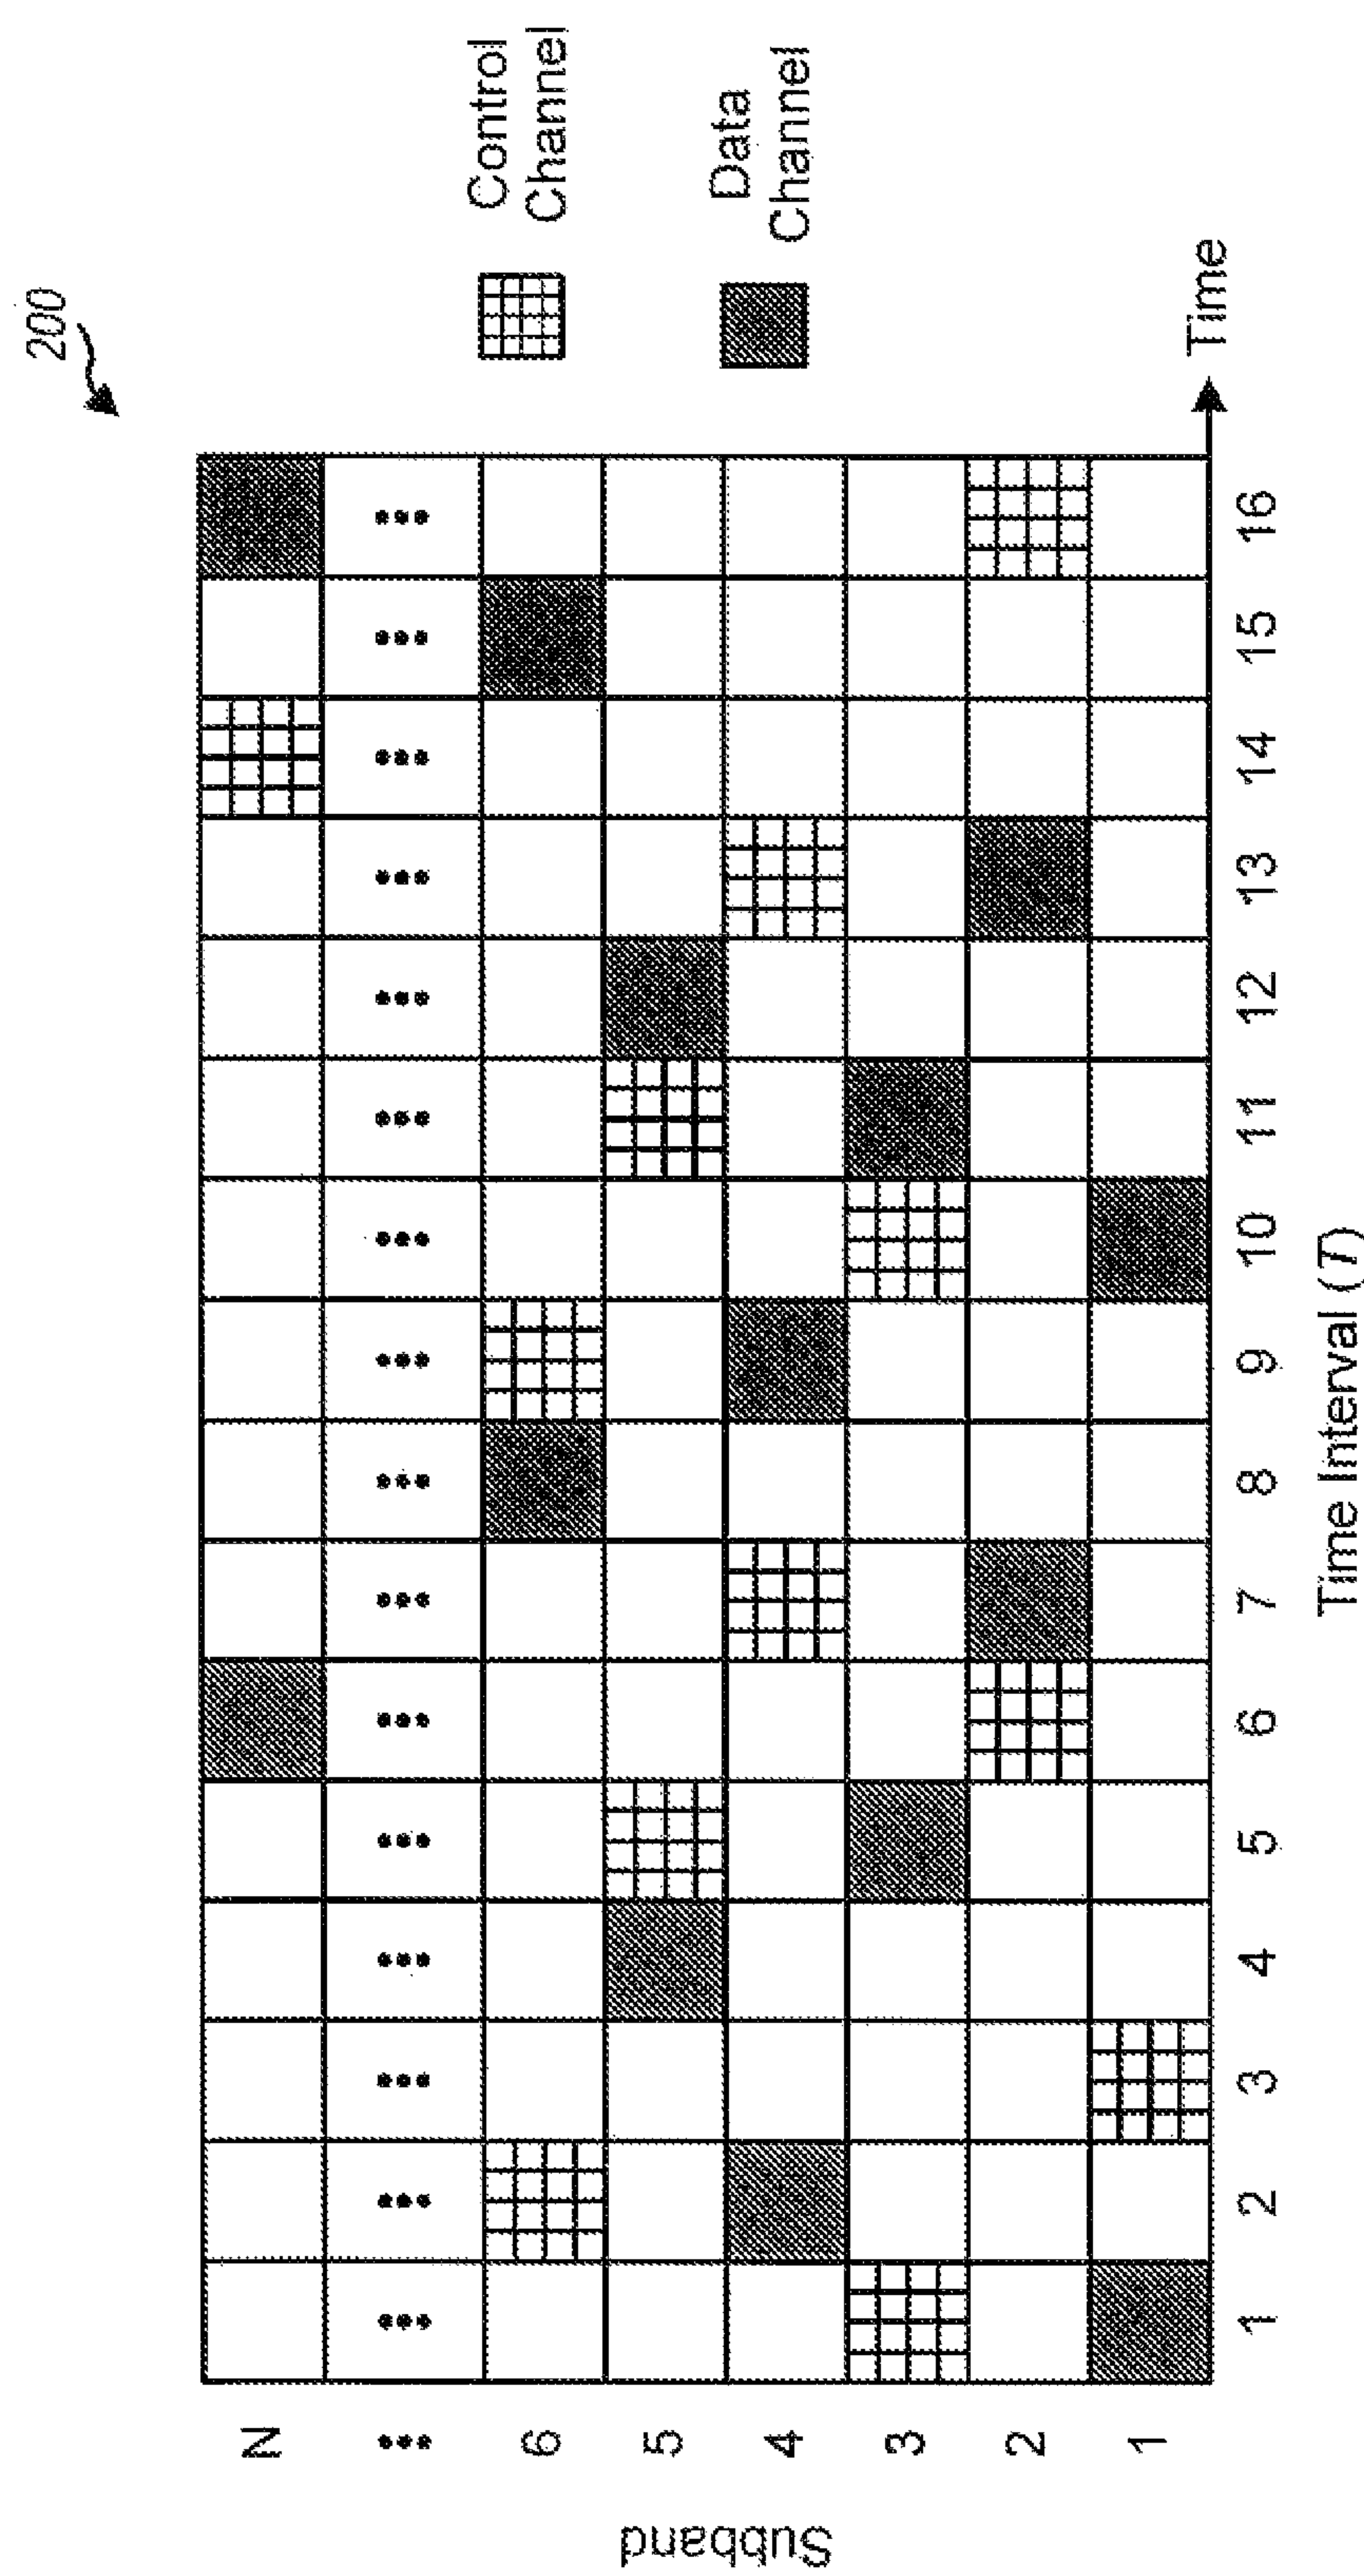 200
Control
Channel
Data
Channel
Subband
N
•••
6
5
4
3
2
1
••• ••• ••• ••• ••• ••• ••• ••• ••• ••• ••• ••• ••• ••• ••• •••
1 2 3 4 5 6 7 8 9 10 11 12 13 14 15 16
Time
Time Interval (T)